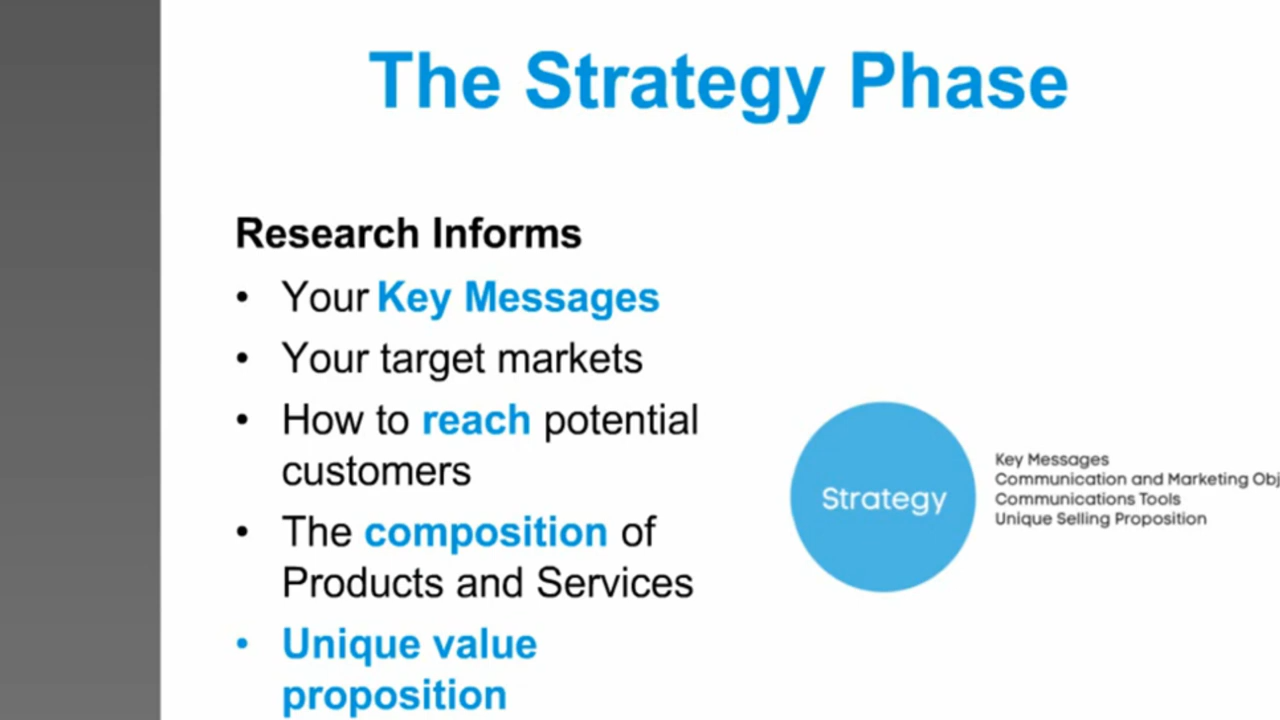 The Strategy Phase
Research Informs
• Your Key Messages
• Your target markets
• How to reach potential
customers
• The composition of
Products and Services
• Unique value
proposition
Strategy
Key Messages
Communication and Marketing
Communications Tools
Unique Selling Proposition